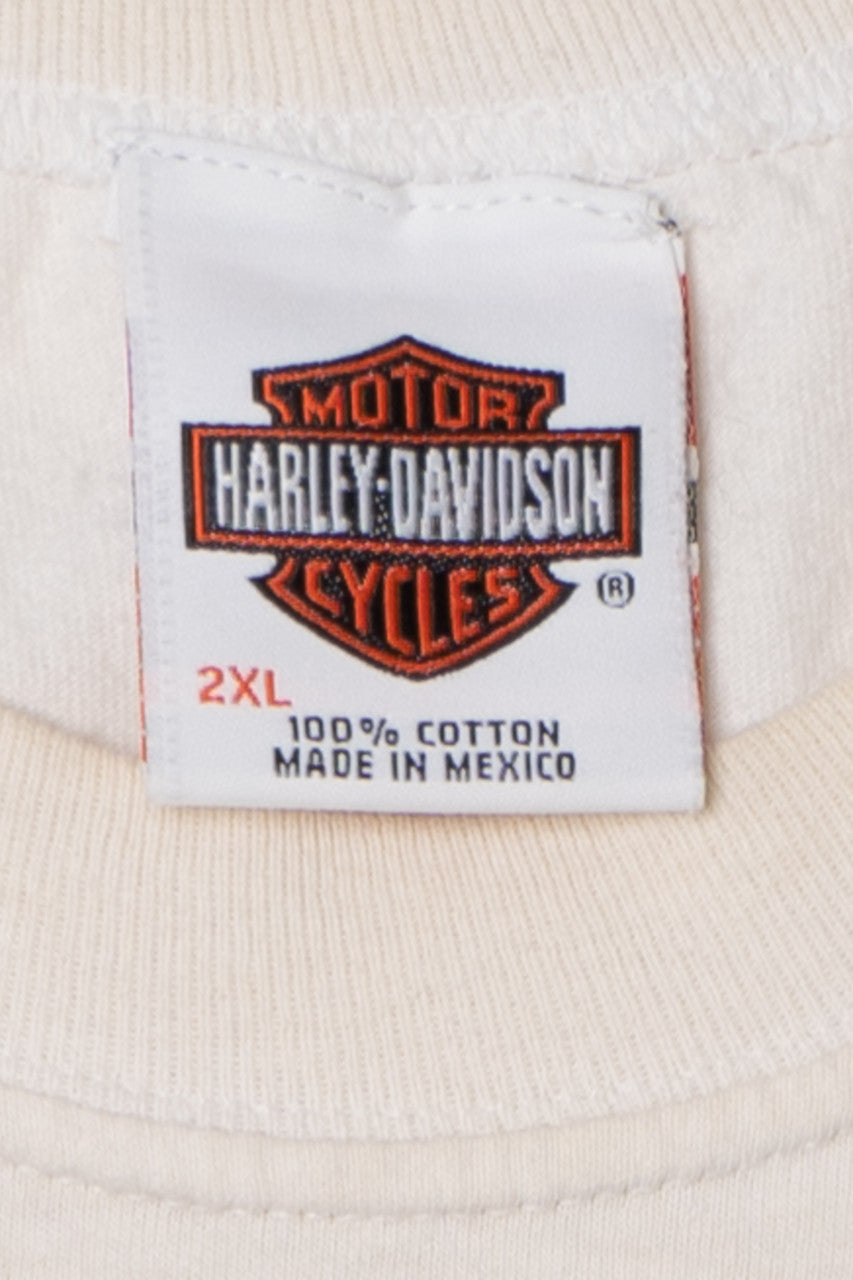 MOTOR
HARLEY-DAVIDSON
CYCLES
®
2XL
100% COTTON
MADE IN MEXICO